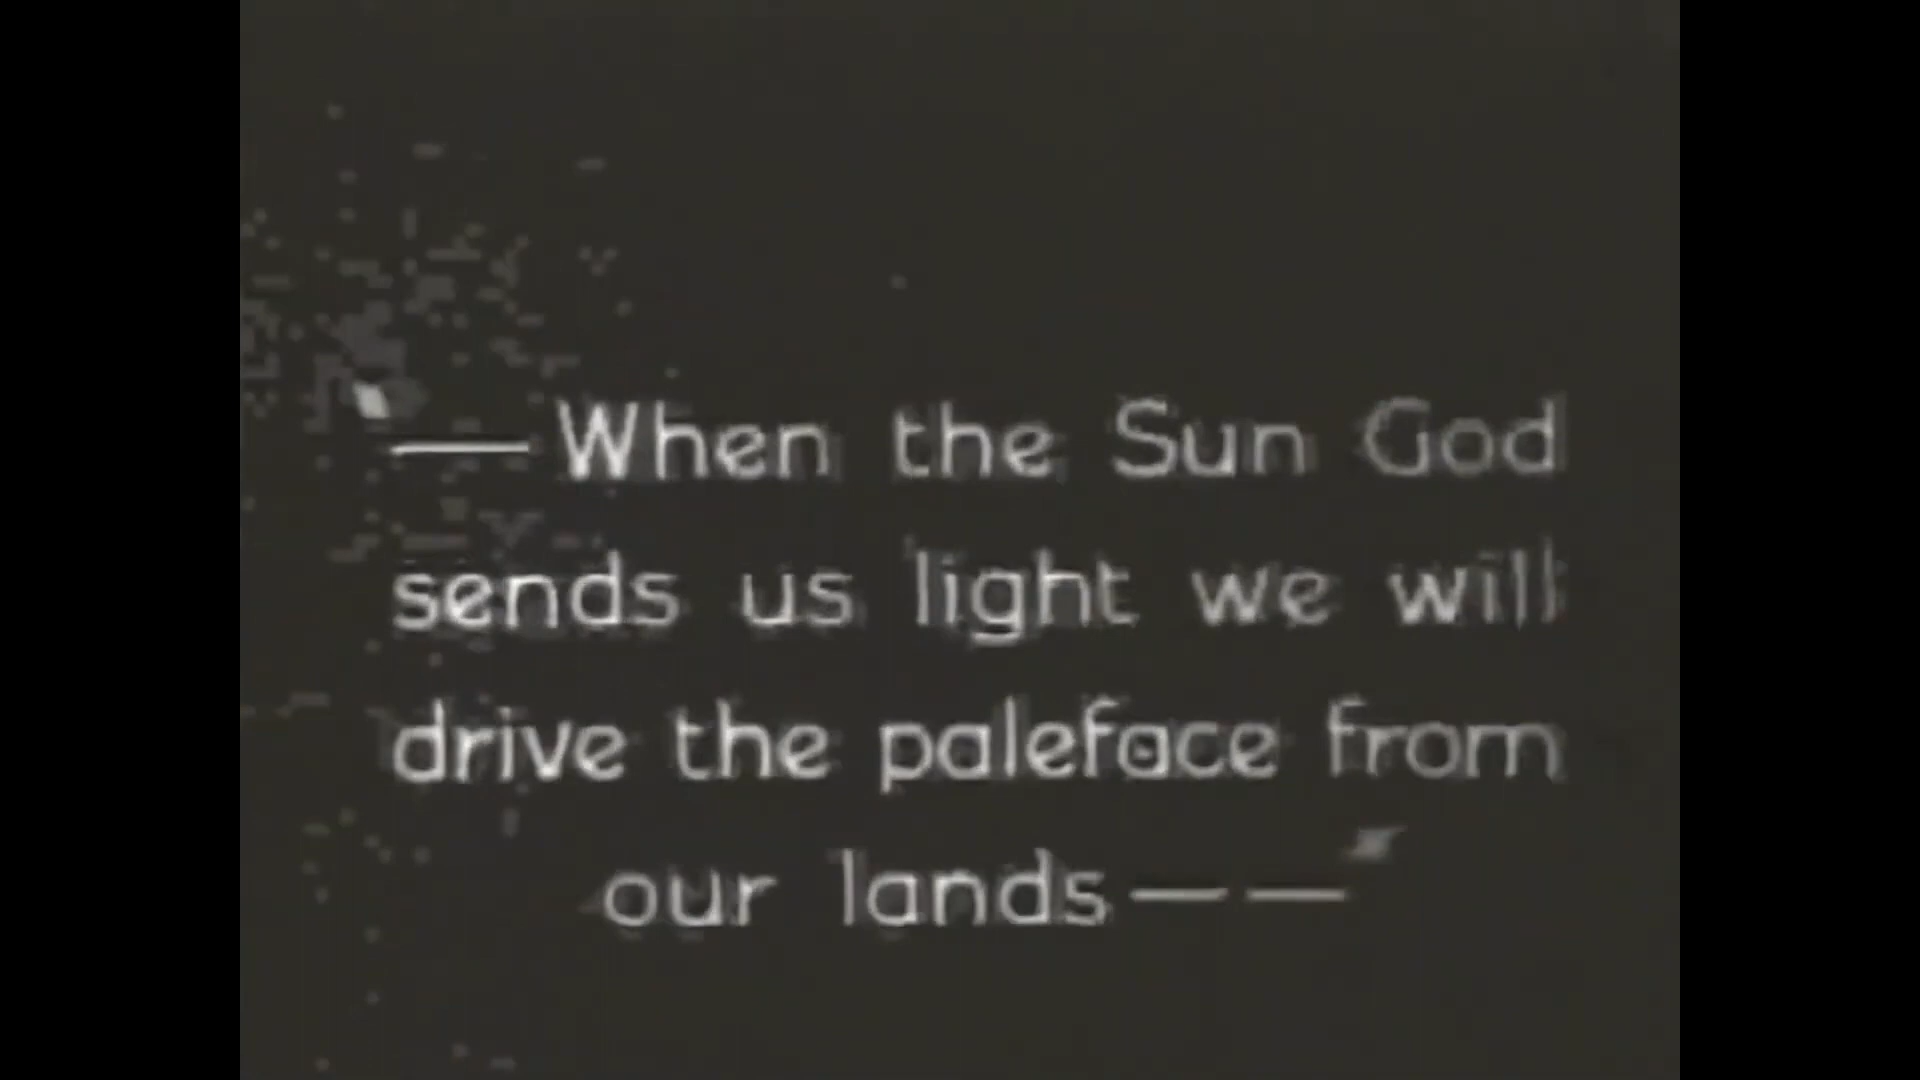 — When the Sun God
sends us light we will
drive the paleface from
our lands — —